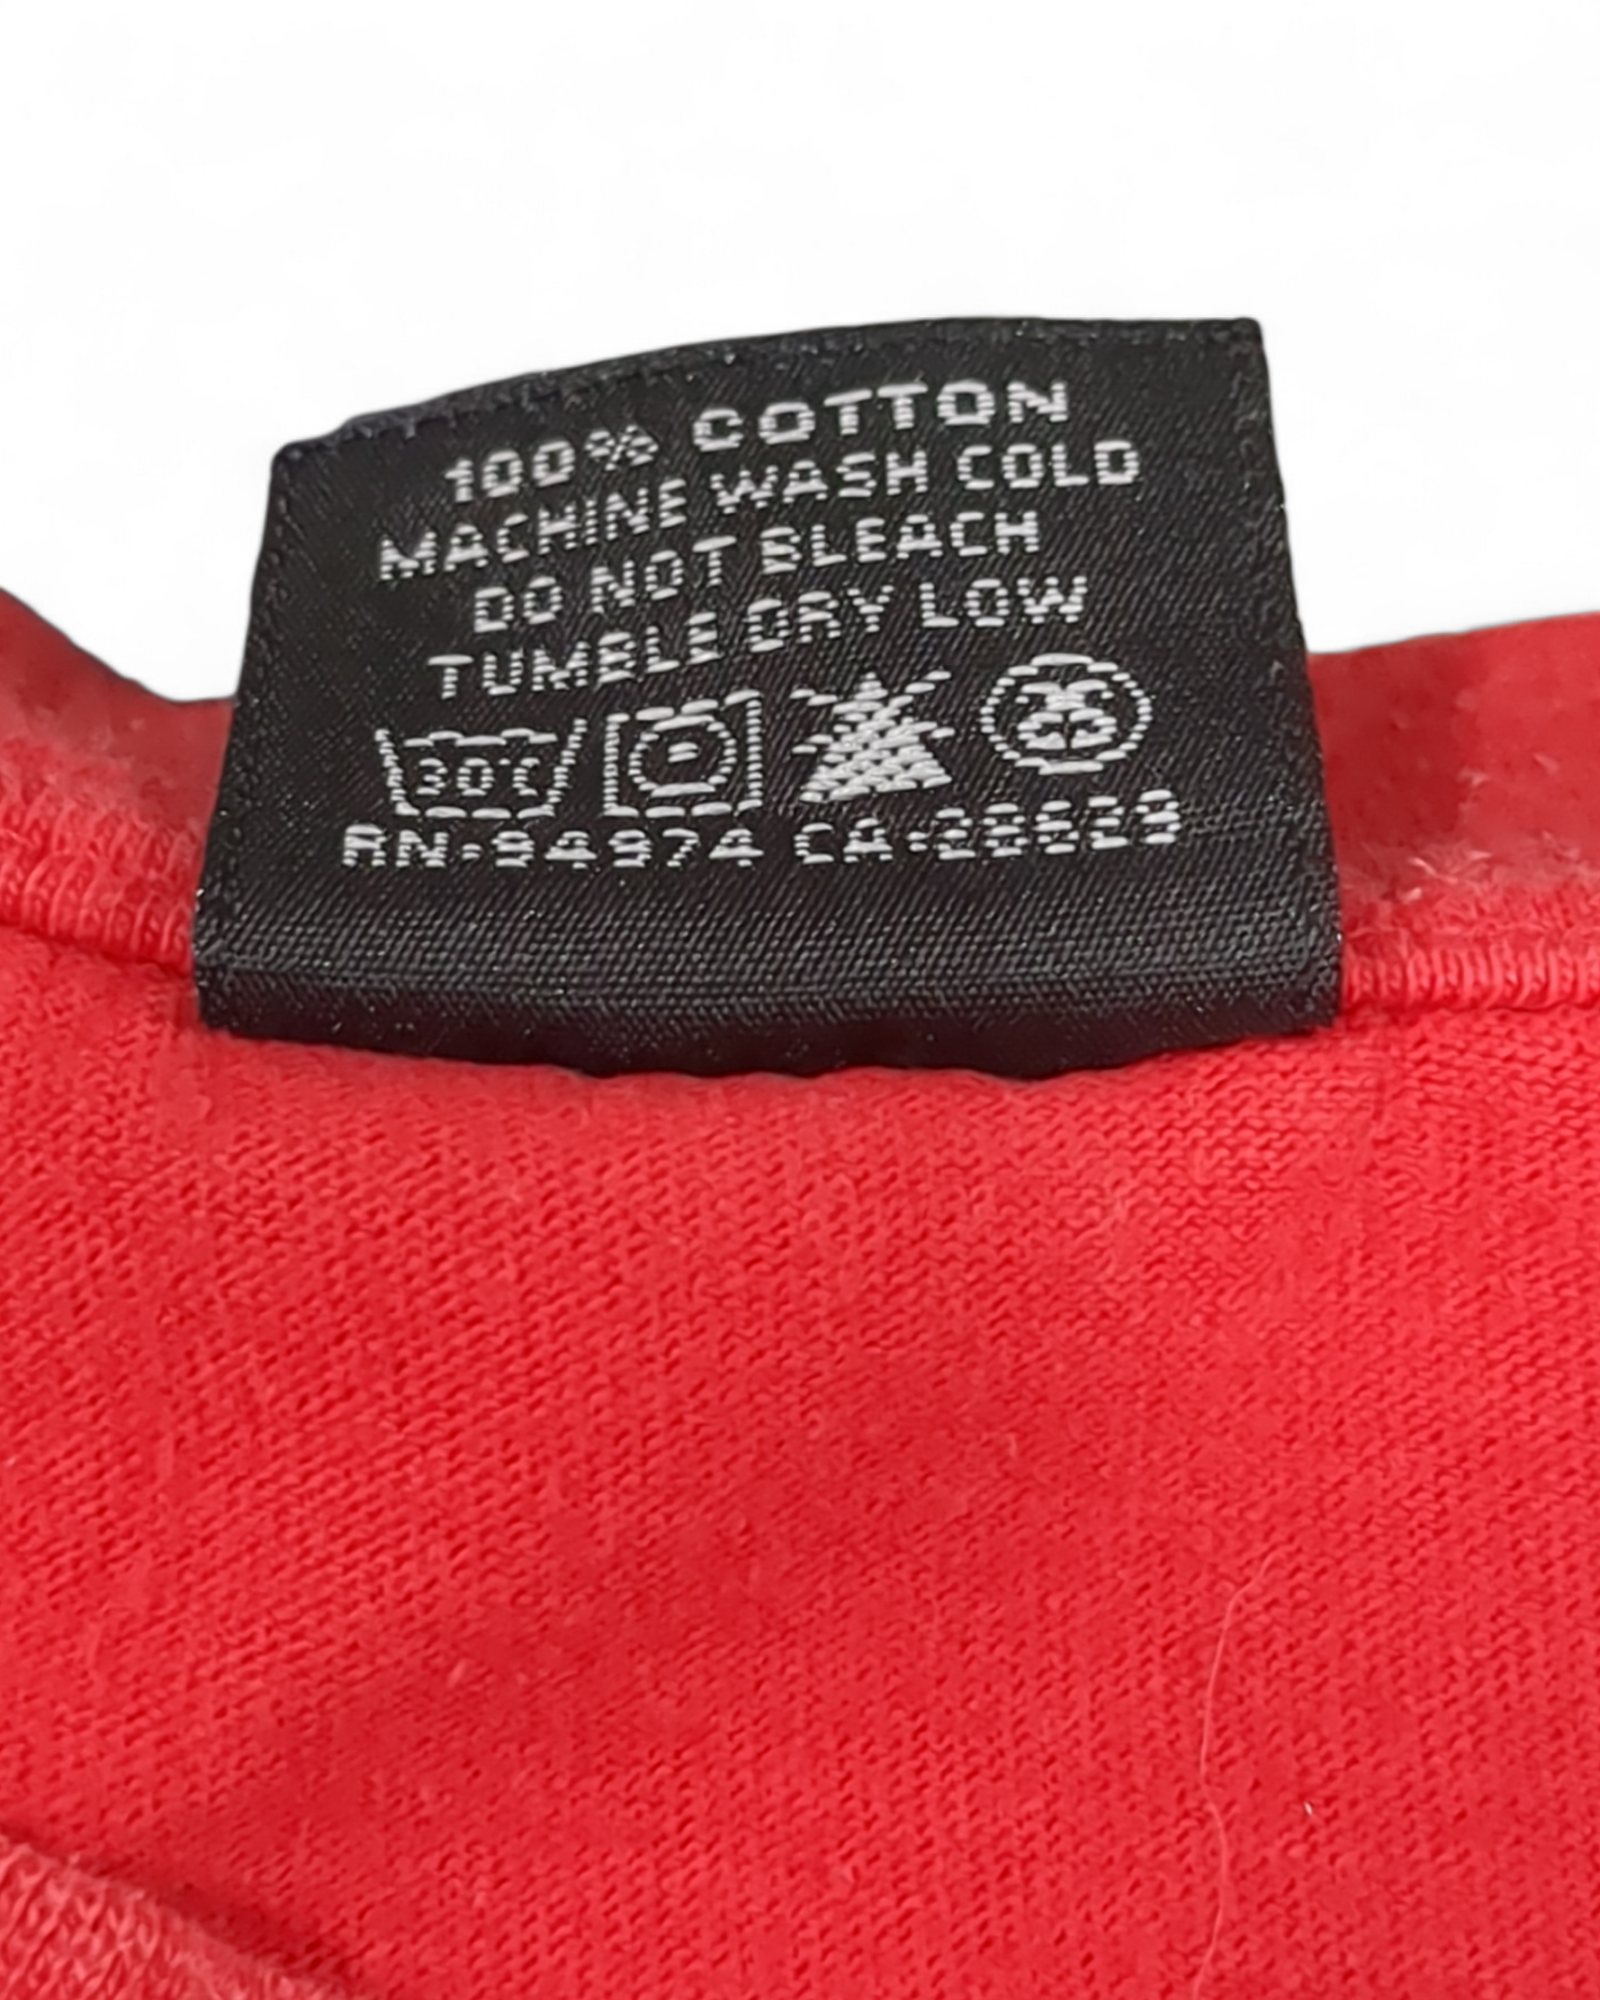 100% COTTON
MACHINE WASH COLD
DO NOT BLEACH
TUMBLE DRY LOW
30°C
RN-94974 CA-28629